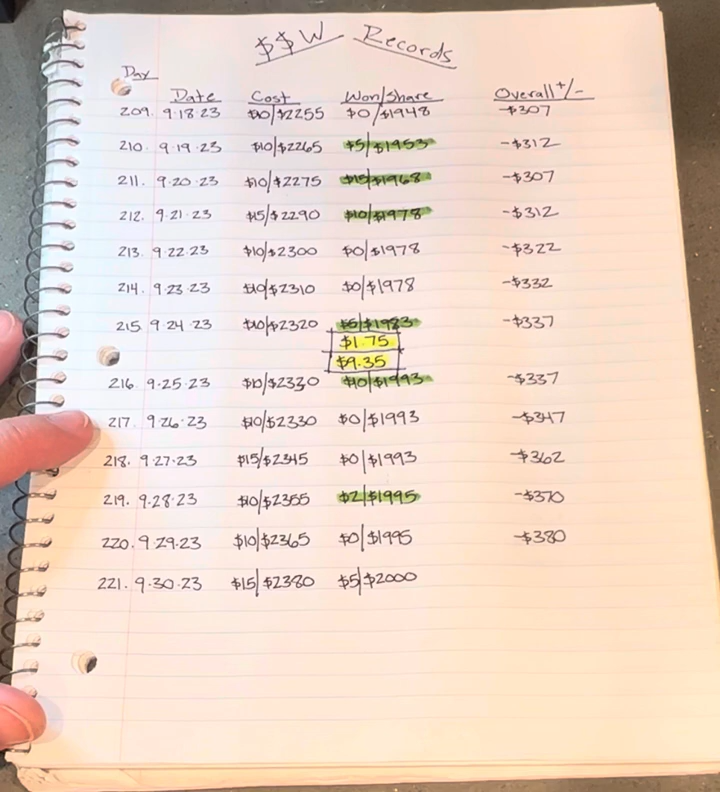 $$W Records
Day
Date Cost Won/Share Overall +/-
209. 9·18·23 $10/$2255 $0/$1948 -$307
210. 9·19·23 $10/$2265 $5/$1953 -$312
211. 9·20·23 $10/$2275 $15/$1968 -$307
212. 9·21·23 $15/$2290 $10/$1978 -$312
213. 9·22·23 $10/$2300 $0/$1978 -$322
214. 9·23·23 $10/$2310 $0/$1978 -$332
215. 9·24·23 $10/$2320 $5/$1983 -$337
$1.75
$9.35
216. 9·25·23 $10/$2330 $10/$1993 -$337
217. 9·26·23 $10/$2330 $0/$1993 -$347
218. 9·27·23 $15/$2345 $0/$1993 -$362
219. 9·28·23 $10/$2355 $2/$1995 -$370
220. 9·29·23 $10/$2365 $0/$1995 -$380
221. 9·30·23 $15/$2380 $5/$2000